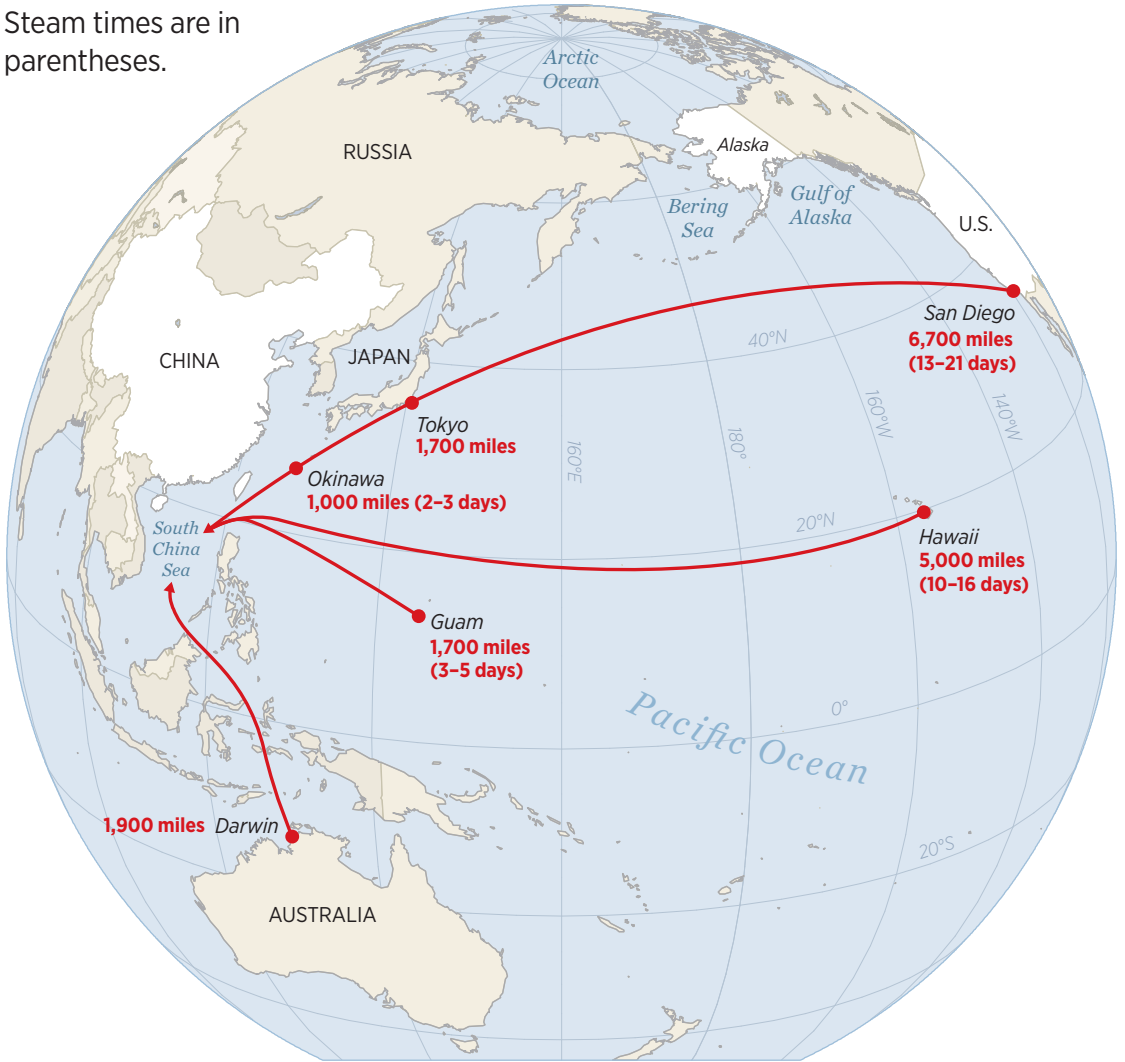 Steam times are in
parentheses.
Arctic
Ocean
RUSSIA
Alaska
Bering
Sea
Gulf of
Alaska
U.S.
San Diego
6,700 miles
(13–21 days)
40°N
CHINA
JAPAN
Tokyo
1,700 miles
160°E
180°
160°W
140°W
Okinawa
1,000 miles (2–3 days)
South
China
Sea
20°N
Hawaii
5,000 miles
(10–16 days)
Guam
1,700 miles
(3–5 days)
Pacific Ocean
0°
1,900 miles
Darwin
20°S
AUSTRALIA